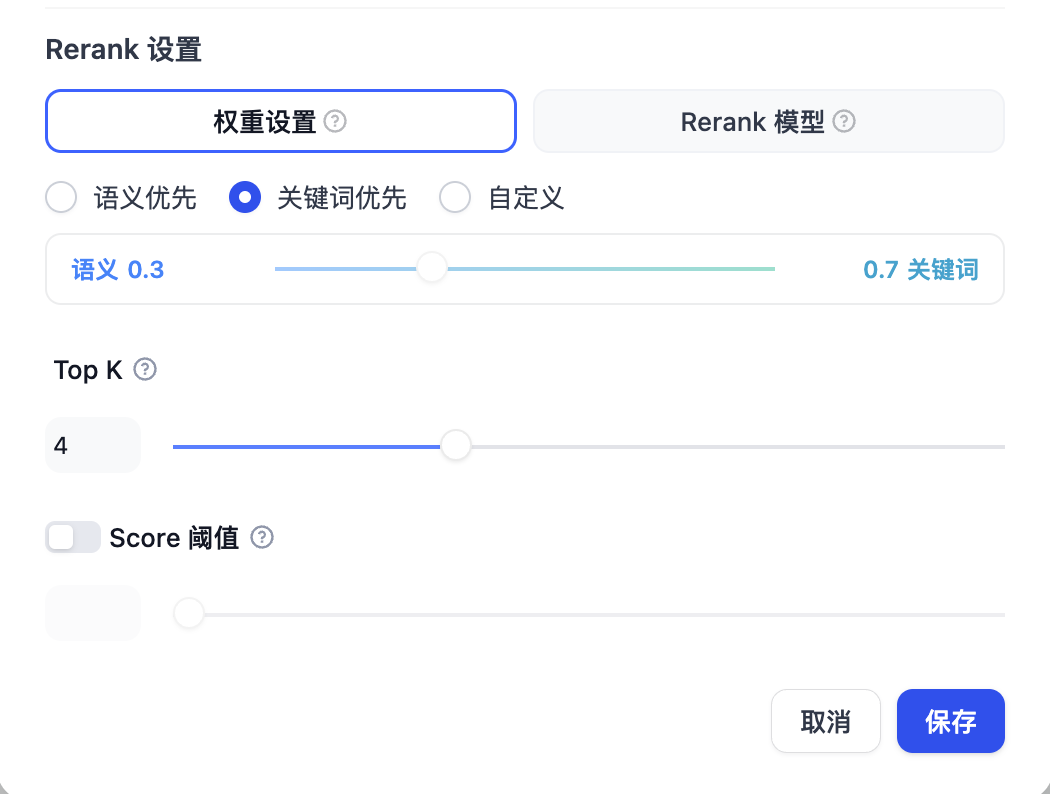 Rerank 设置
权重设置 ? Rerank 模型 ?
语义优先 关键词优先 自定义
语义 0.3 0.7 关键词
Top K ?
4
Score 阈值 ?
取消 保存